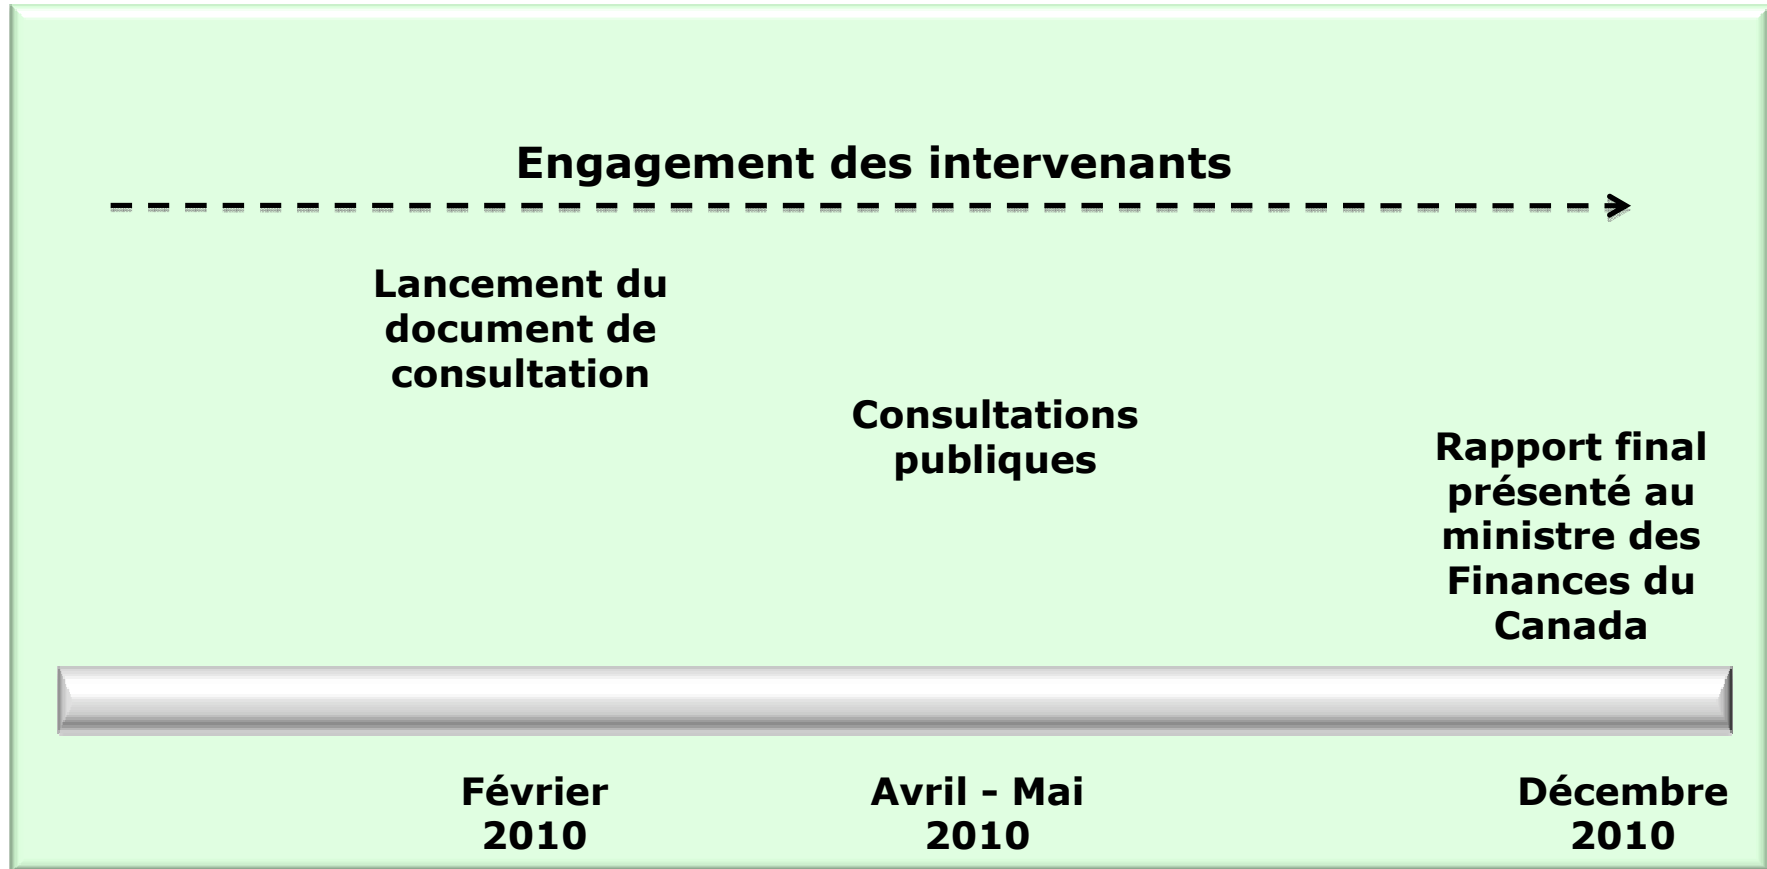 Engagement des intervenants
Lancement du
document de
consultation
Consultations
publiques
Rapport final
présenté au
ministre des
Finances du
Canada
Février
2010
Avril - Mai
2010
Décembre
2010